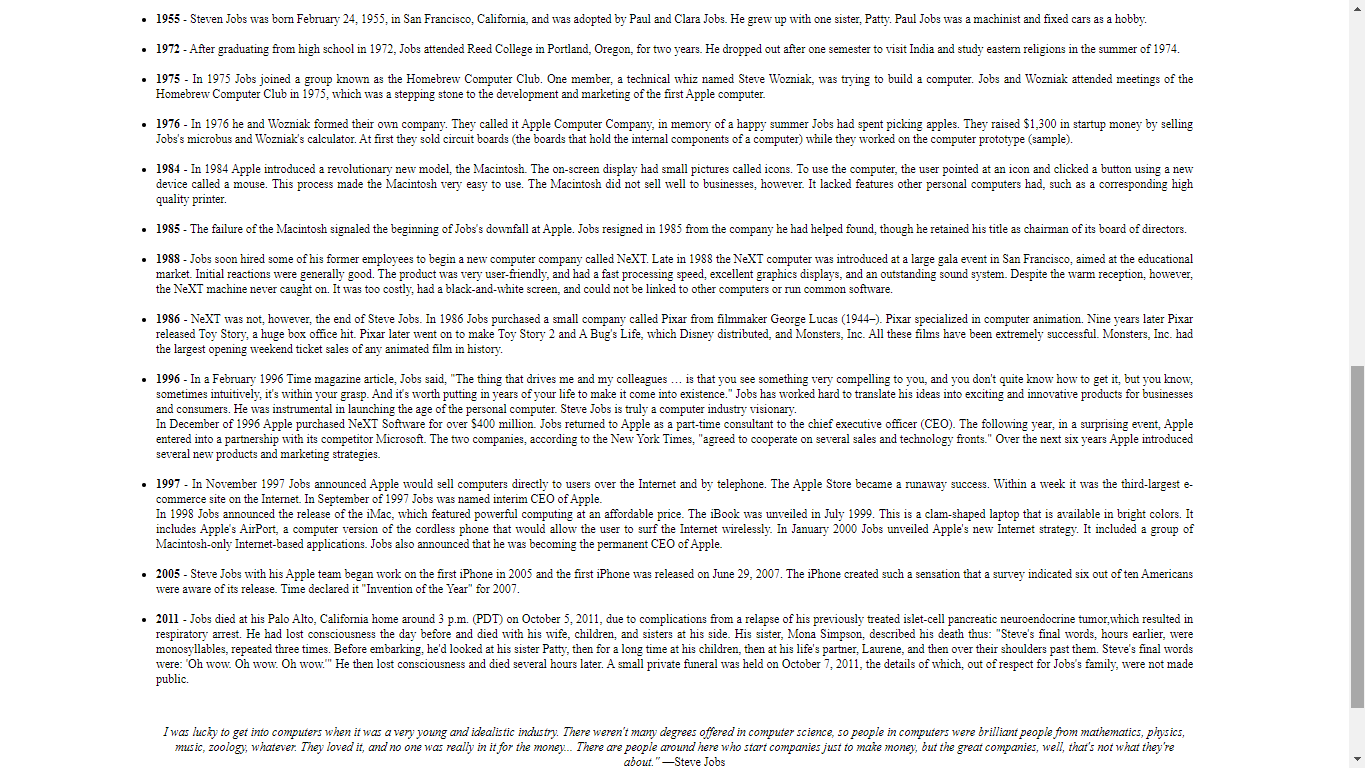 • 1955 - Steven Jobs was born February 24, 1955, in San Francisco, California, and was adopted by Paul and Clara Jobs. He grew up with one sister, Patty. Paul Jobs was a machinist and fixed cars as a hobby.
• 1972 - After graduating from high school in 1972, Jobs attended Reed College in Portland, Oregon, for two years. He dropped out after one semester to visit India and study eastern religions in the summer of 1974.
• 1975 - In 1975 Jobs joined a group known as the Homebrew Computer Club. One member, a technical whiz named Steve Wozniak, was trying to build a computer. Jobs and Wozniak attended meetings of the
Homebrew Computer Club in 1975, which was a stepping stone to the development and marketing of the first Apple computer.
• 1976 - In 1976 he and Wozniak formed their own company. They called it Apple Computer Company, in memory of a happy summer Jobs had spent picking apples. They raised $1,300 in startup money by selling
Jobs's microbus and Wozniak's calculator. At first they sold circuit boards (the boards that hold the internal components of a computer) while they worked on the computer prototype (sample).
• 1984 - In 1984 Apple introduced a revolutionary new model, the Macintosh. The on-screen display had small pictures called icons. To use the computer, the user pointed at an icon and clicked a button using a new
device called a mouse. This process made the Macintosh very easy to use. The Macintosh did not sell well to businesses, however. It lacked features other personal computers had, such as a corresponding high
quality printer.
• 1985 - The failure of the Macintosh signaled the beginning of Jobs's downfall at Apple. Jobs resigned in 1985 from the company he had helped found, though he retained his title as chairman of its board of directors.
• 1988 - Jobs soon hired some of his former employees to begin a new computer company called NeXT. Late in 1988 the NeXT computer was introduced at a large gala event in San Francisco, aimed at the educational
market. Initial reactions were generally good. The product was very user-friendly, and had a fast processing speed, excellent graphics displays, and an outstanding sound system. Despite the warm reception, however,
the NeXT machine never caught on. It was too costly, had a black-and-white screen, and could not be linked to other computers or run common software.
• 1986 - NeXT was not, however, the end of Steve Jobs. In 1986 Jobs purchased a small company called Pixar from filmmaker George Lucas (1944–). Pixar specialized in computer animation. Nine years later Pixar
released Toy Story, a huge box office hit. Pixar later went on to make Toy Story 2 and A Bug's Life, which Disney distributed, and Monsters, Inc. All these films have been extremely successful. Monsters, Inc. had
the largest opening weekend ticket sales of any animated film in history.
• 1996 - In a February 1996 Time magazine article, Jobs said, "The thing that drives me and my colleagues … is that you see something very compelling to you, and you don't quite know how to get it, but you know,
sometimes intuitively, it's within your grasp. And it's worth putting in years of your life to make it come into existence." Jobs has worked hard to translate his ideas into exciting and innovative products for businesses
and consumers. He was instrumental in launching the age of the personal computer. Steve Jobs is truly a computer industry visionary.
In December of 1996 Apple purchased NeXT Software for over $400 million. Jobs returned to Apple as a part-time consultant to the chief executive officer (CEO). The following year, in a surprising event, Apple
entered into a partnership with its competitor Microsoft. The two companies, according to the New York Times, "agreed to cooperate on several sales and technology fronts." Over the next six years Apple introduced
several new products and marketing strategies.
• 1997 - In November 1997 Jobs announced Apple would sell computers directly to users over the Internet and by telephone. The Apple Store became a runaway success. Within a week it was the third-largest e-
commerce site on the Internet. In September of 1997 Jobs was named interim CEO of Apple.
In 1998 Jobs announced the release of the iMac, which featured powerful computing at an affordable price. The iBook was unveiled in July 1999. This is a clam-shaped laptop that is available in bright colors. It
includes Apple's AirPort, a computer version of the cordless phone that would allow the user to surf the Internet wirelessly. In January 2000 Jobs unveiled Apple's new Internet strategy. It included a group of
Macintosh-only Internet-based applications. Jobs also announced that he was becoming the permanent CEO of Apple.
• 2005 - Steve Jobs with his Apple team began work on the first iPhone in 2005 and the first iPhone was released on June 29, 2007. The iPhone created such a sensation that a survey indicated six out of ten Americans
were aware of its release. Time declared it "Invention of the Year" for 2007.
• 2011 - Jobs died at his Palo Alto, California home around 3 p.m. (PDT) on October 5, 2011, due to complications from a relapse of his previously treated islet-cell pancreatic neuroendocrine tumor,which resulted in
respiratory arrest. He had lost consciousness the day before and died with his wife, children, and sisters at his side. His sister, Mona Simpson, described his death thus: "Steve's final words, hours earlier, were
monosyllables, repeated three times. Before embarking, he'd looked at his sister Patty, then for a long time at his children, then at his life's partner, Laurene, and then over their shoulders past them. Steve's final words
were: 'Oh wow. Oh wow. Oh wow.'" He then lost consciousness and died several hours later. A small private funeral was held on October 7, 2011, the details of which, out of respect for Jobs's family, were not made
public.
I was lucky to get into computers when it was a very young and idealistic industry. There weren't many degrees offered in computer science, so people in computers were brilliant people from mathematics, physics,
music, zoology, whatever. They loved it, and no one was really in it for the money... There are people around here who start companies just to make money, but the great companies, well, that's not what they're
about." —Steve Jobs